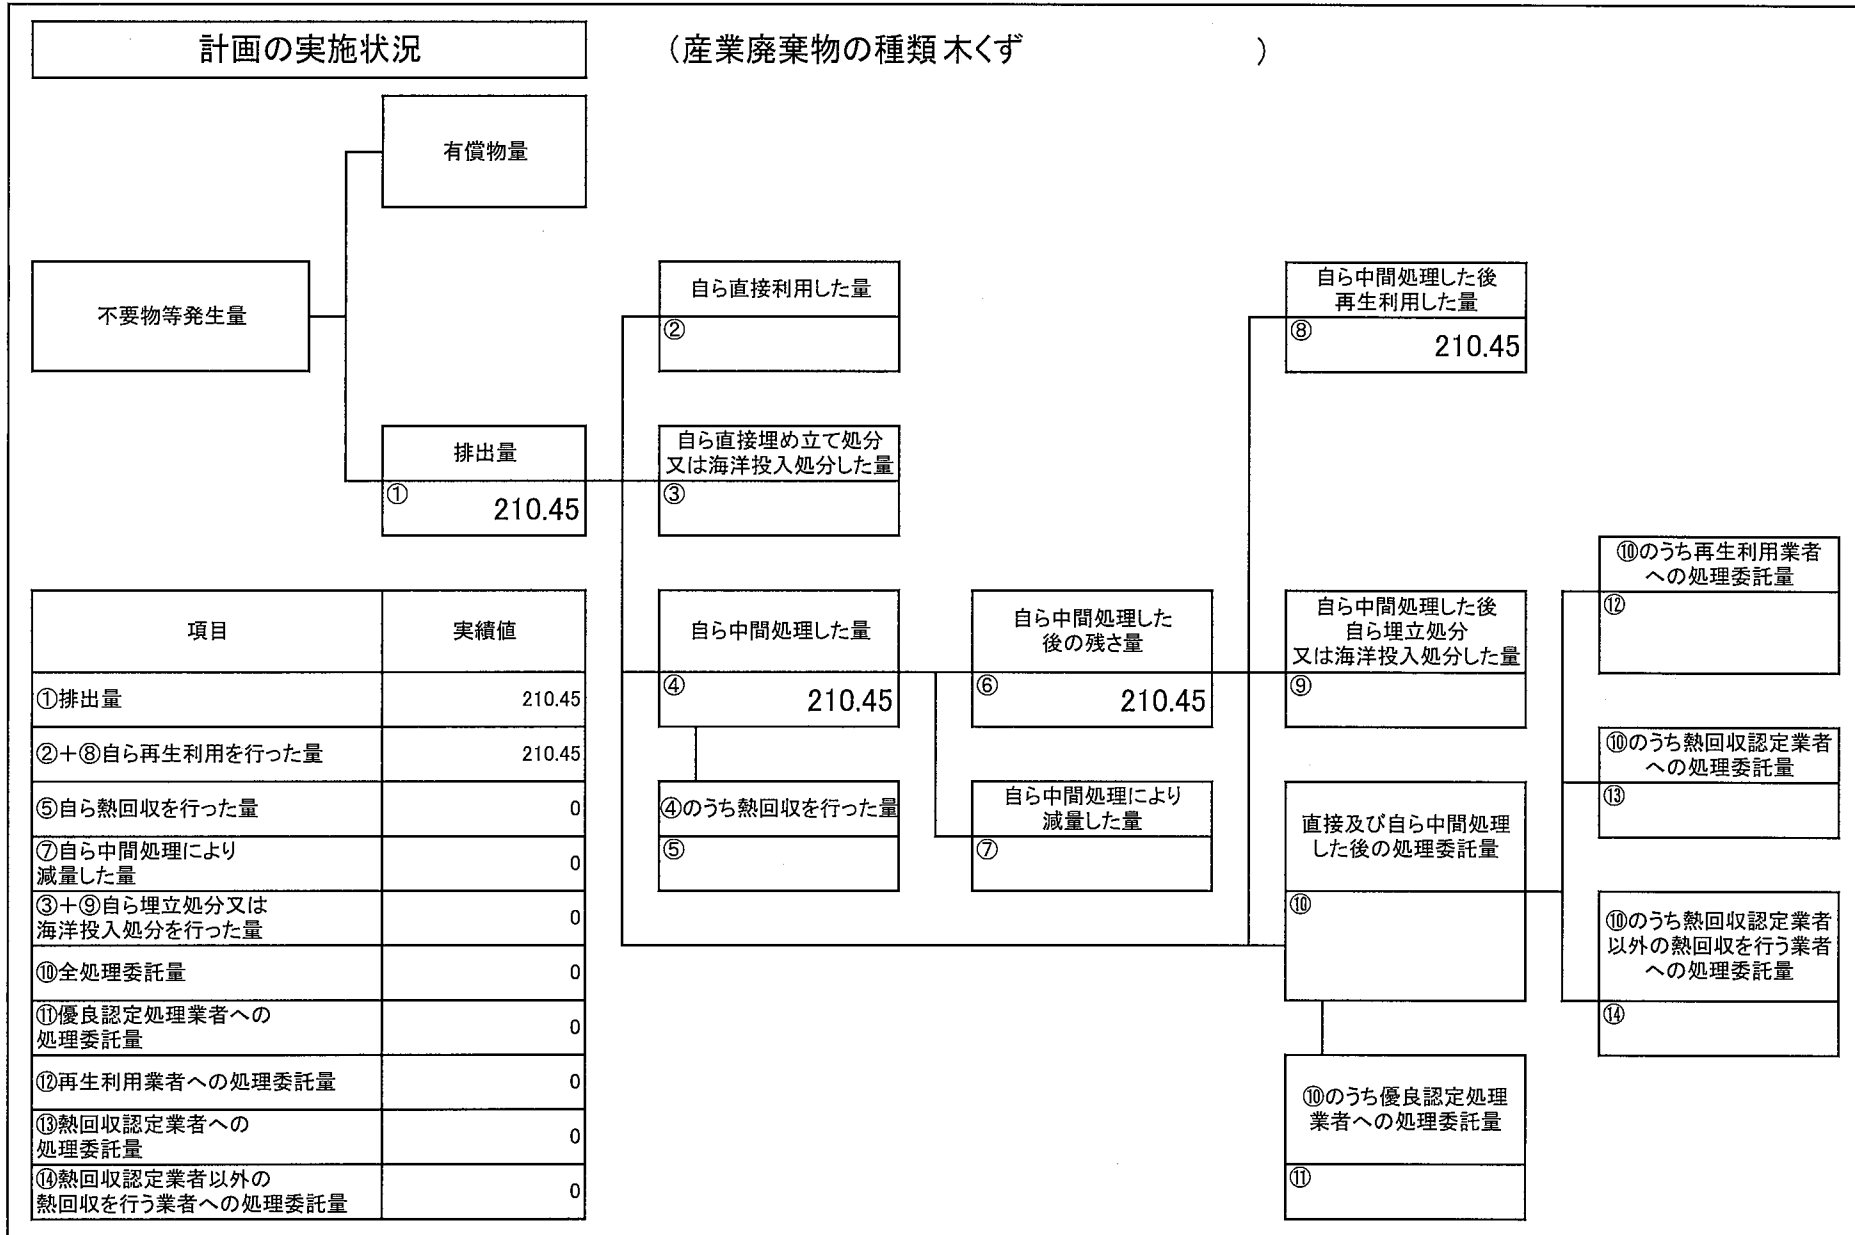 計画の実施状況
（産業廃棄物の種類 木くず ）
有償物量
不要物等発生量
排出量
①
210.45
自ら直接利用した量
②
自ら直接埋め立て処分
又は海洋投入処分した量
③
自ら中間処理した量
④
210.45
④のうち熱回収を行った量
⑤
自ら中間処理した
後の残さ量
⑥
210.45
自ら中間処理により
減量した量
⑦
自ら中間処理した後
再生利用した量
⑧
210.45
自ら中間処理した後
自ら埋立処分
又は海洋投入処分した量
⑨
直接及び自ら中間処理
した後の処理委託量
⑩
⑩のうち優良認定処理
業者への処理委託量
⑪
⑩のうち再生利用業者
への処理委託量
⑫
⑩のうち熱回収認定業者
への処理委託量
⑬
⑩のうち熱回収認定業者
以外の熱回収を行う業者
への処理委託量
⑭
項目 実績値
①排出量 210.45
②＋⑧自ら再生利用を行った量 210.45
⑤自ら熱回収を行った量 0
⑦自ら中間処理により
減量した量 0
③＋⑨自ら埋立処分又は
海洋投入処分を行った量 0
⑩全処理委託量 0
⑪優良認定処理業者への
処理委託量 0
⑫再生利用業者への処理委託量 0
⑬熱回収認定業者への
処理委託量 0
⑭熱回収認定業者以外の
熱回収を行う業者への処理委託量 0